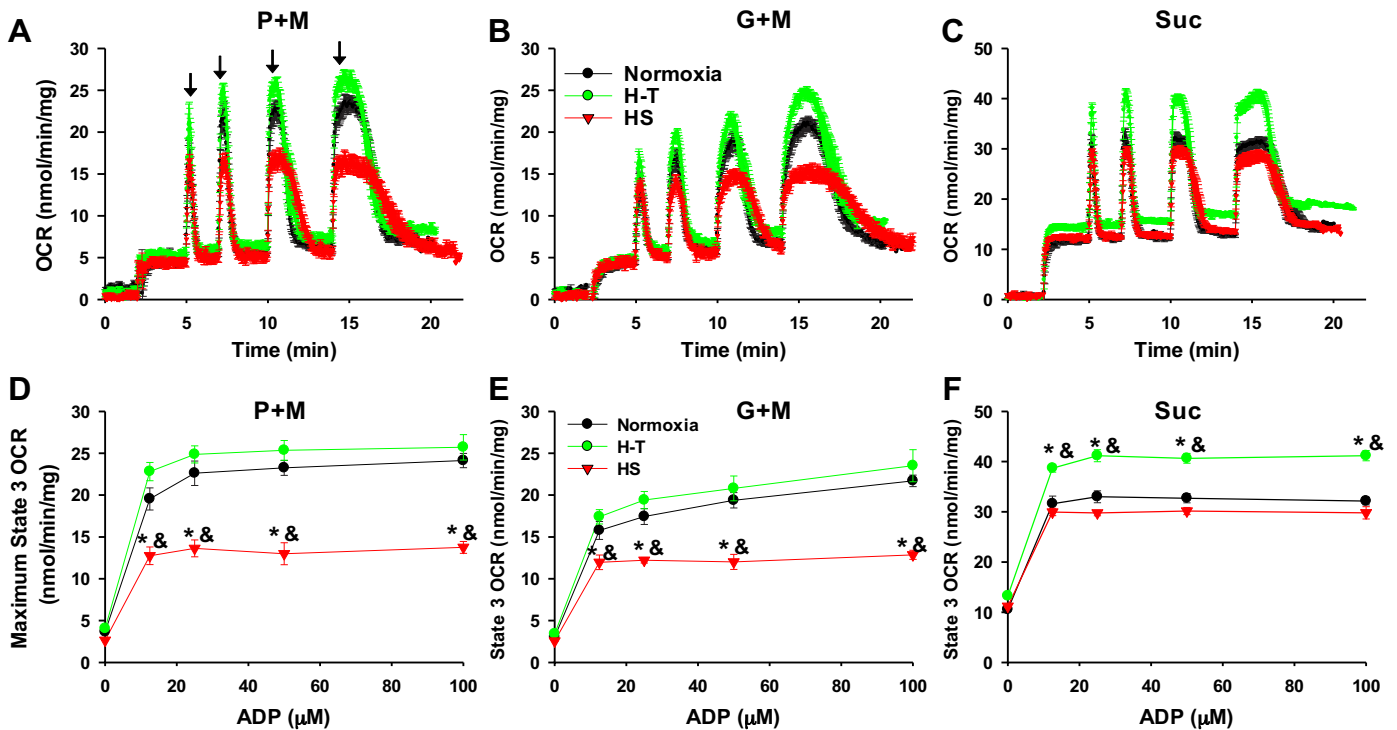 A
P+M
OCR (nmol/min/mg)
30
25
20
15
10
5
0
0 5 10 15 20
Time (min)
B
G+M
Normoxia
H-T
HS
OCR (nmol/min/mg)
30
25
20
15
10
5
0
0 5 10 15 20
Time (min)
C
Suc
OCR (nmol/min/mg)
50
40
30
20
10
0
0 5 10 15 20
Time (min)
D
P+M
Maximum State 3 OCR
(nmol/min/mg)
30
25
20
15
10
5
0
* & * & * & * &
0 20 40 60 80 100
ADP (μM)
E
G+M
Normoxia
H-T
HS
State 3 OCR (nmol/min/mg)
30
25
20
15
10
5
0
* & * & * & * &
0 20 40 60 80 100
ADP (μM)
F
Suc
State 3 OCR (nmol/min/mg)
50
40
30
20
10
0
* & * & * & * &
0 20 40 60 80 100
ADP (μM)